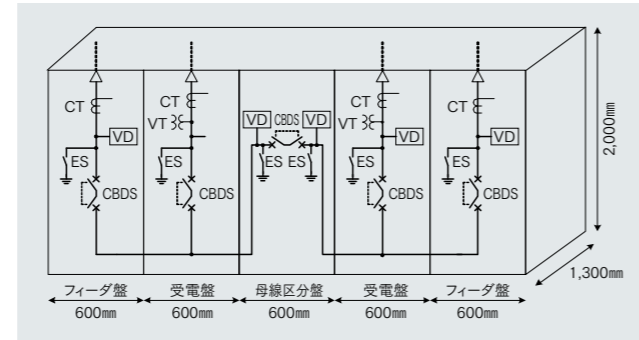 CT
VD
ES
CBDS
CT
VT
ES
CBDS
VD CBDS VD
ES ES
CT
VT
VD
ES
CBDS
CT
VD
ES
CBDS
2,000㎜
1,300㎜
フィーダ盤 受電盤 母線区分盤 受電盤 フィーダ盤
600㎜ 600㎜ 600㎜ 600㎜ 600㎜